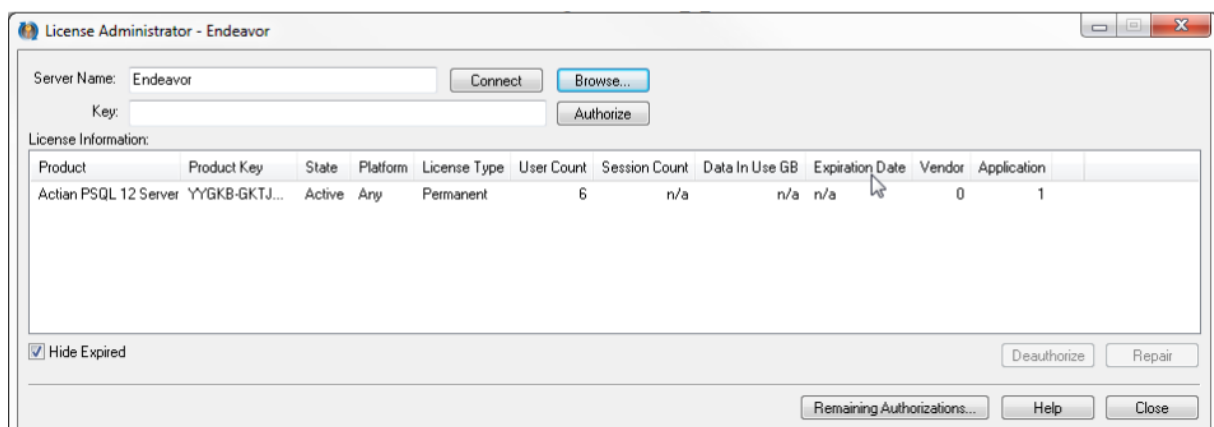 License Administrator - Endeavor
Server Name: Endeavor Connect Browse...
Key: Authorize
License Information:
Product Product Key State Platform License Type User Count Session Count Data In Use GB Expiration Date Vendor Application
Actian PSQL 12 Server YYGKB-GKTJ... Active Any Permanent 6 n/a n/a n/a 0 1
Hide Expired Deauthorize Repair
Remaining Authorizations... Help Close